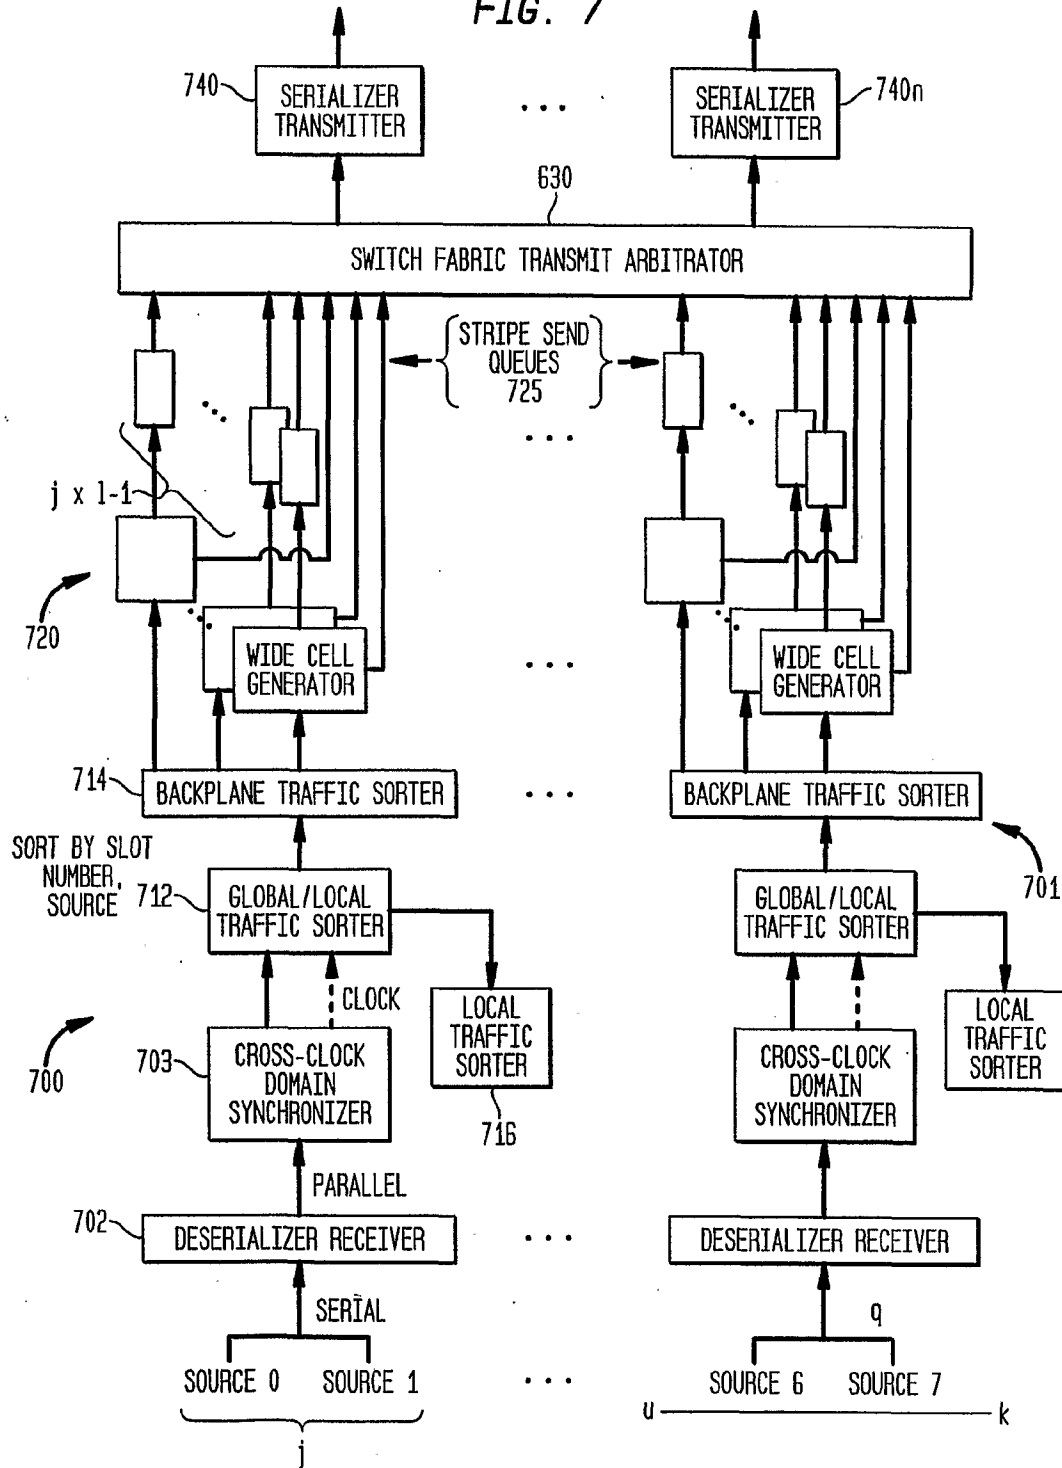 FIG. 7
740
SERIALIZER
TRANSMITTER
SERIALIZER
TRANSMITTER
740n
630
SWITCH FABRIC TRANSMIT ARBITRATOR
STRIPE SEND
QUEUES
725
j x l-1
720
WIDE CELL
GENERATOR
WIDE CELL
GENERATOR
714
BACKPLANE TRAFFIC SORTER
BACKPLANE TRAFFIC SORTER
701
SORT BY SLOT
NUMBER,
SOURCE
712
GLOBAL/LOCAL
TRAFFIC SORTER
GLOBAL/LOCAL
TRAFFIC SORTER
CLOCK
LOCAL
TRAFFIC
SORTER
716
LOCAL
TRAFFIC
SORTER
700
703
CROSS-CLOCK
DOMAIN
SYNCHRONIZER
CROSS-CLOCK
DOMAIN
SYNCHRONIZER
PARALLEL
702
DESERIALIZER RECEIVER
DESERIALIZER RECEIVER
SERIAL
q
SOURCE 0
SOURCE 1
SOURCE 6
SOURCE 7
j
u
k